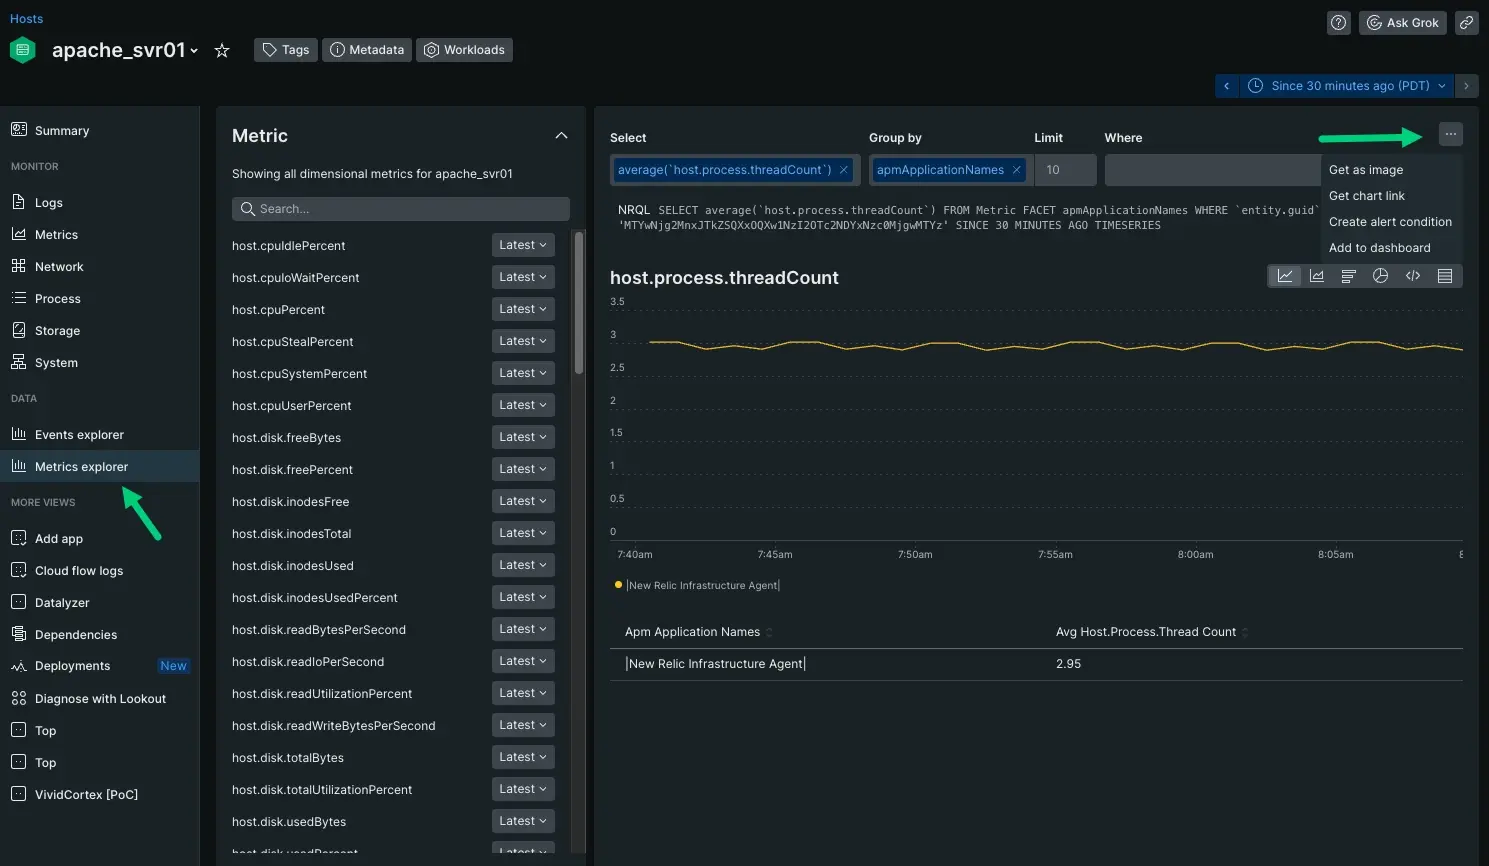 Hosts
apache_svr01
Tags
Metadata
Workloads
Ask Grok
Since 30 minutes ago (PDT)
Summary
MONITOR
Logs
Metrics
Network
Process
Storage
System
DATA
Events explorer
Metrics explorer
MORE VIEWS
Add app
Cloud flow logs
Datalyzer
Dependencies
Deployments New
Diagnose with Lookout
Top
Top
VividCortex [PoC]
Metric
Showing all dimensional metrics for apache_svr01
Search...
host.cpuIdlePercent Latest
host.cpuIoWaitPercent Latest
host.cpuPercent Latest
host.cpuStealPercent Latest
host.cpuSystemPercent Latest
host.cpuUserPercent Latest
host.disk.freeBytes Latest
host.disk.freePercent Latest
host.disk.inodesFree Latest
host.disk.inodesTotal Latest
host.disk.inodesUsed Latest
host.disk.inodesUsedPercent Latest
host.disk.readBytesPerSecond Latest
host.disk.readIoPerSecond Latest
host.disk.readUtilizationPercent Latest
host.disk.readWriteBytesPerSecond Latest
host.disk.totalBytes Latest
host.disk.totalUtilizationPercent Latest
host.disk.usedBytes Latest
host.disk.usedPercent Latest
Select Group by Limit Where
average(`host.process.threadCount`) apmApplicationNames 10
Get as image
Get chart link
Create alert condition
Add to dashboard
NRQL SELECT average(`host.process.threadCount`) FROM Metric FACET apmApplicationNames WHERE `entity.guid`
'MTYwNjg2MnxJTkZSQXxOQXw1NzI2OTc2NDYxNzc0MjgwMTYz' SINCE 30 MINUTES AGO TIMESERIES
host.process.threadCount
3.5
3
2.5
2
1.5
1
0.5
0
7:40am 7:45am 7:50am 7:55am 8:00am 8:05am 8
|New Relic Infrastructure Agent|
Apm Application Names Avg Host.Process.Thread Count
|New Relic Infrastructure Agent| 2.95